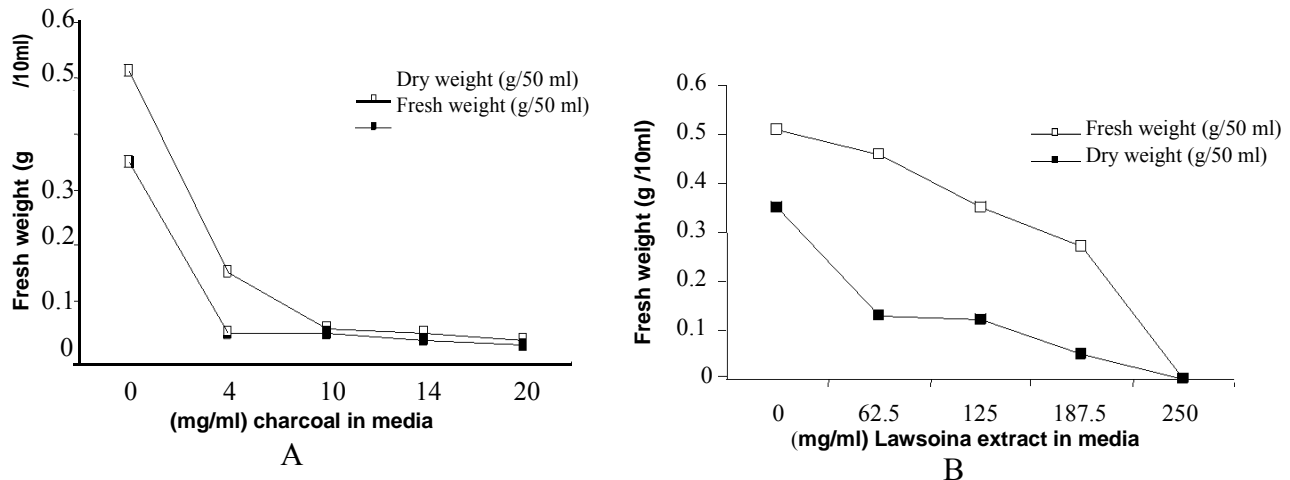 0.6
0.5
0.3
0.2
0.1
0
Fresh weight (g /10ml)
Dry weight (g/50 ml)
Fresh weight (g/50 ml)
0 4 10 14 20
(mg/ml) charcoal in media
A
0.6
0.5
0.4
0.3
0.2
0.1
0
Fresh weight (g /10ml)
Fresh weight (g/50 ml)
Dry weight (g/50 ml)
0 62.5 125 187.5 250
(mg/ml) Lawsoina extract in media
B